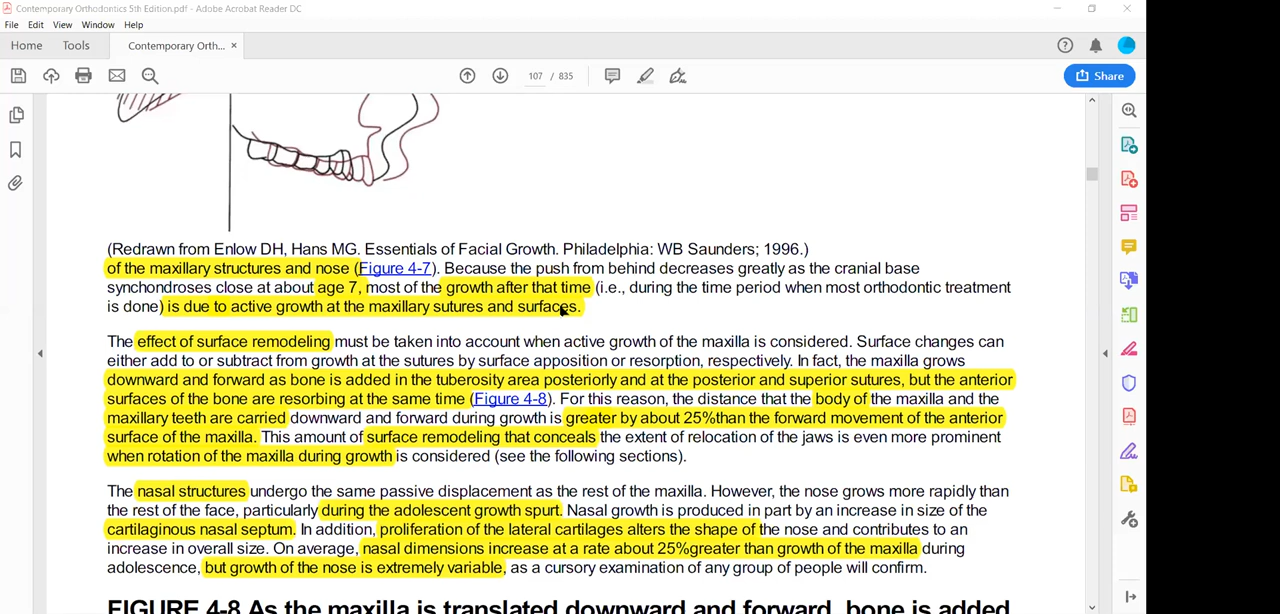 Contemporary Orthodontics 5th Edition.pdf - Adobe Acrobat Reader DC
File Edit View Window Help
Home Tools Contemporary Orth... ×
107 / 835
Share
(Redrawn from Enlow DH, Hans MG. Essentials of Facial Growth. Philadelphia: WB Saunders; 1996.)
of the maxillary structures and nose (Figure 4-7). Because the push from behind decreases greatly as the cranial base
synchondroses close at about age 7, most of the growth after that time (i.e., during the time period when most orthodontic treatment
is done) is due to active growth at the maxillary sutures and surfaces.
The effect of surface remodeling must be taken into account when active growth of the maxilla is considered. Surface changes can
either add to or subtract from growth at the sutures by surface apposition or resorption, respectively. In fact, the maxilla grows
downward and forward as bone is added in the tuberosity area posteriorly and at the posterior and superior sutures, but the anterior
surfaces of the bone are resorbing at the same time (Figure 4-8). For this reason, the distance that the body of the maxilla and the
maxillary teeth are carried downward and forward during growth is greater by about 25%than the forward movement of the anterior
surface of the maxilla. This amount of surface remodeling that conceals the extent of relocation of the jaws is even more prominent
when rotation of the maxilla during growth is considered (see the following sections).
The nasal structures undergo the same passive displacement as the rest of the maxilla. However, the nose grows more rapidly than
the rest of the face, particularly during the adolescent growth spurt. Nasal growth is produced in part by an increase in size of the
cartilaginous nasal septum. In addition, proliferation of the lateral cartilages alters the shape of the nose and contributes to an
increase in overall size. On average, nasal dimensions increase at a rate about 25%greater than growth of the maxilla during
adolescence, but growth of the nose is extremely variable, as a cursory examination of any group of people will confirm.
FIGURE 4-8 As the maxilla is translated downward and forward, bone is added